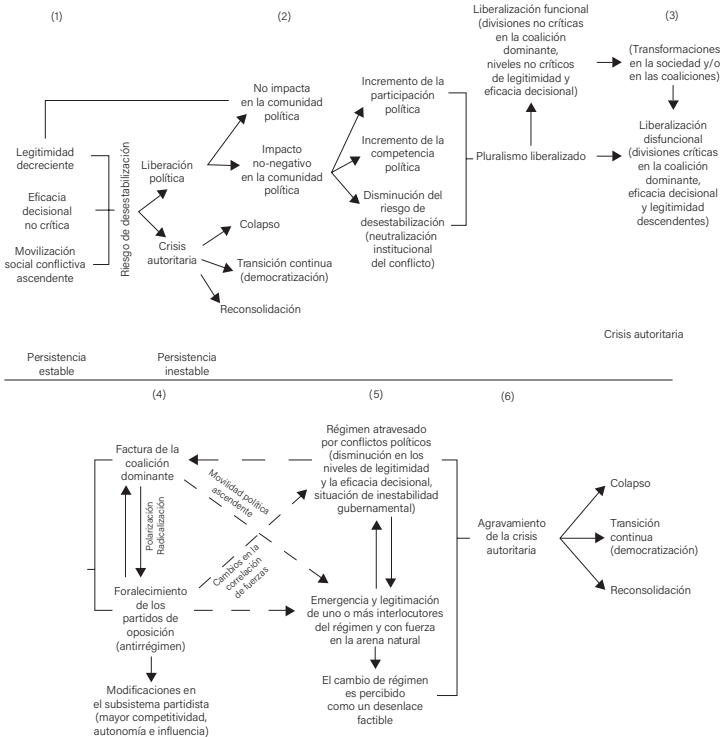 (1)
(2)
(3)
Legitimidad
decreciente
Eficacia
decisional
no crítica
Movilización
social conflictiva
ascendente
Riesgo de desestabilización
Liberación
política
Crisis
autoritaria
No impacta
en la comunidad
política
Impacto
no-negativo
en la comunidad
política
Colapso
Transición continua
(democratización)
Reconsolidación
Incremento de la
participación
política
Incremento de la
competencia
política
Disminución del
riesgo de
desestabilización
(neutralización
institucional
del conflicto)
Liberalización funcional
(divisiones no críticas
en la coalición
dominante,
niveles no críticos
de legitimidad y
eficacia decisional)
Pluralismo liberalizado
(Transformaciones
en la sociedad y/o
en las coaliciones)
Liberalización
disfuncional
(divisiones críticas
en la coalición
dominante,
eficacia decisional
y legitimidad
descendentes)
Crisis autoritaria
Persistencia
estable
Persistencia
inestable
(4)
(5)
(6)
Factura de la
coalición
dominante
Polarización
Radicalización
Foralecimiento
de los
partidos de
oposición
(antirrégimen)
Modificaciones en
el subsistema partidista
(mayor competitividad,
autonomía e influencia)
Movilidad política
ascendente
Cambios en la
correlación
de fuerzas
Régimen atravesado
por conflictos políticos
(disminución en los
niveles de legitimidad
y la eficacia decisional,
situación de inestabilidad
gubernamental)
Emergencia y legitimación
de uno o más interlocutores
del régimen y con fuerza
en la arena natural
El cambio de régimen
es percibido
como un desenlace
factible
Agravamiento
de la crisis
autoritaria
Colapso
Transición
continua
(democratización)
Reconsolidación